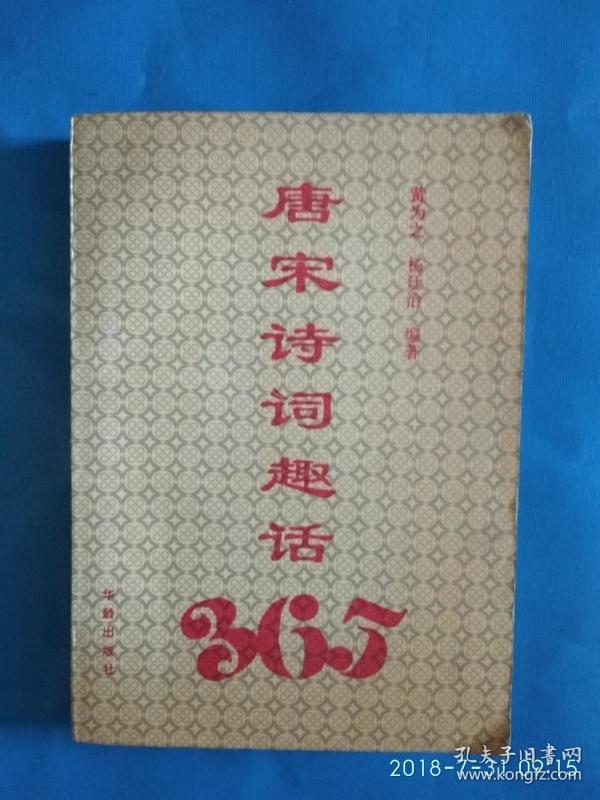 唐宋诗词趣话
365
黄为之 杨廷治 编著
华龄出版社
孔夫子旧书网
www.kongfz.com
2018-7-31 09:15